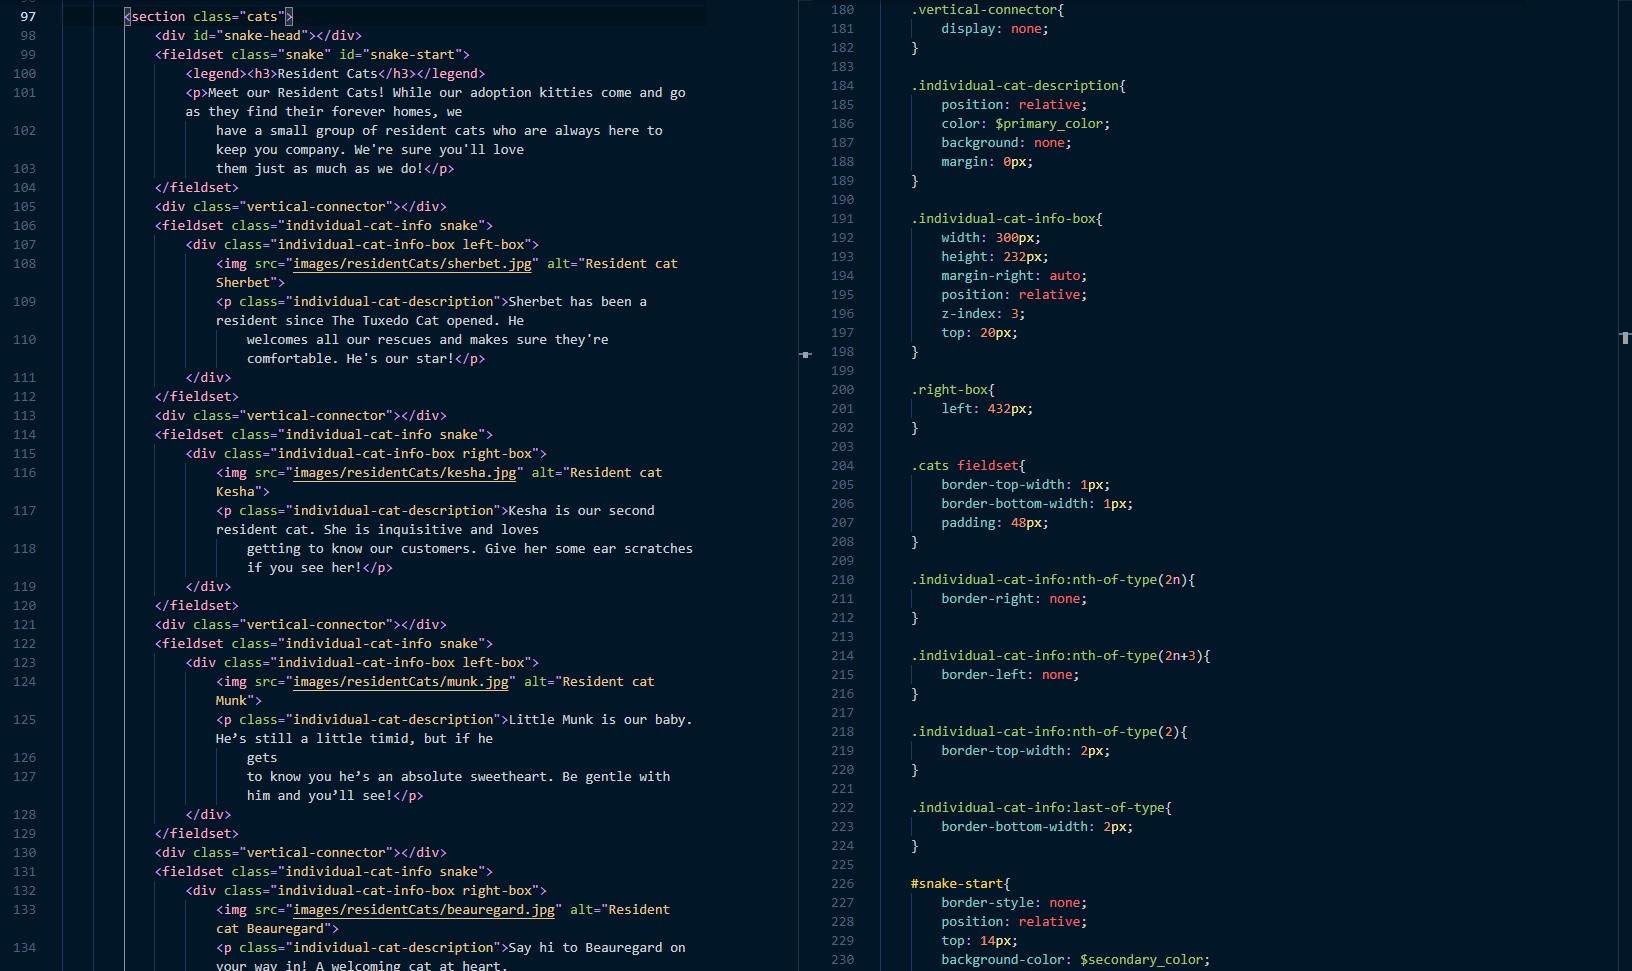 97 <section class="cats">
98 <div id="snake-head"></div>
99 <fieldset class="snake" id="snake-start">
100 <legend><h3>Resident Cats</h3></legend>
101 <p>Meet our Resident Cats! While our adoption kitties come and go
as they find their forever homes, we
102 have a small group of resident cats who are always here to
keep you company. We're sure you'll love
103 them just as much as we do!</p>
104 </fieldset>
105 <div class="vertical-connector"></div>
106 <fieldset class="individual-cat-info snake">
107 <div class="individual-cat-info-box left-box">
108 <img src="images/residentCats/sherbet.jpg" alt="Resident cat
Sherbet">
109 <p class="individual-cat-description">Sherbet has been a
resident since The Tuxedo Cat opened. He
110 welcomes all our rescues and makes sure they’re
comfortable. He's our star!</p>
111 </div>
112 </fieldset>
113 <div class="vertical-connector"></div>
114 <fieldset class="individual-cat-info snake">
115 <div class="individual-cat-info-box right-box">
116 <img src="images/residentCats/kesha.jpg" alt="Resident cat
Kesha">
117 <p class="individual-cat-description">Kesha is our second
resident cat. She is inquisitive and loves
118 getting to know our customers. Give her some ear scratches
if you see her!</p>
119 </div>
120 </fieldset>
121 <div class="vertical-connector"></div>
122 <fieldset class="individual-cat-info snake">
123 <div class="individual-cat-info-box left-box">
124 <img src="images/residentCats/munk.jpg" alt="Resident cat
Munk">
125 <p class="individual-cat-description">Little Munk is our baby.
He’s still a little timid, but if he
126 gets
127 to know you he’s an absolute sweetheart. Be gentle with
him and you’ll see!</p>
128 </div>
129 </fieldset>
130 <div class="vertical-connector"></div>
131 <fieldset class="individual-cat-info snake">
132 <div class="individual-cat-info-box right-box">
133 <img src="images/residentCats/beauregard.jpg" alt="Resident
cat Beauregard">
134 <p class="individual-cat-description">Say hi to Beauregard on
your way in! A welcoming cat at heart,
180 .vertical-connector{
181 display: none;
182 }
183
184 .individual-cat-description{
185 position: relative;
186 color: $primary_color;
187 background: none;
188 margin: 0px;
189 }
190
191 .individual-cat-info-box{
192 width: 300px;
193 height: 232px;
194 margin-right: auto;
195 position: relative;
196 z-index: 3;
197 top: 20px;
198 }
199
200 .right-box{
201 left: 432px;
202 }
203
204 .cats fieldset{
205 border-top-width: 1px;
206 border-bottom-width: 1px;
207 padding: 48px;
208 }
209
210 .individual-cat-info:nth-of-type(2n){
211 border-right: none;
212 }
213
214 .individual-cat-info:nth-of-type(2n+3){
215 border-left: none;
216 }
217
218 .individual-cat-info:nth-of-type(2){
219 border-top-width: 2px;
220 }
221
222 .individual-cat-info:last-of-type{
223 border-bottom-width: 2px;
224 }
225
226 #snake-start{
227 border-style: none;
228 position: relative;
229 top: 14px;
230 background-color: $secondary_color;